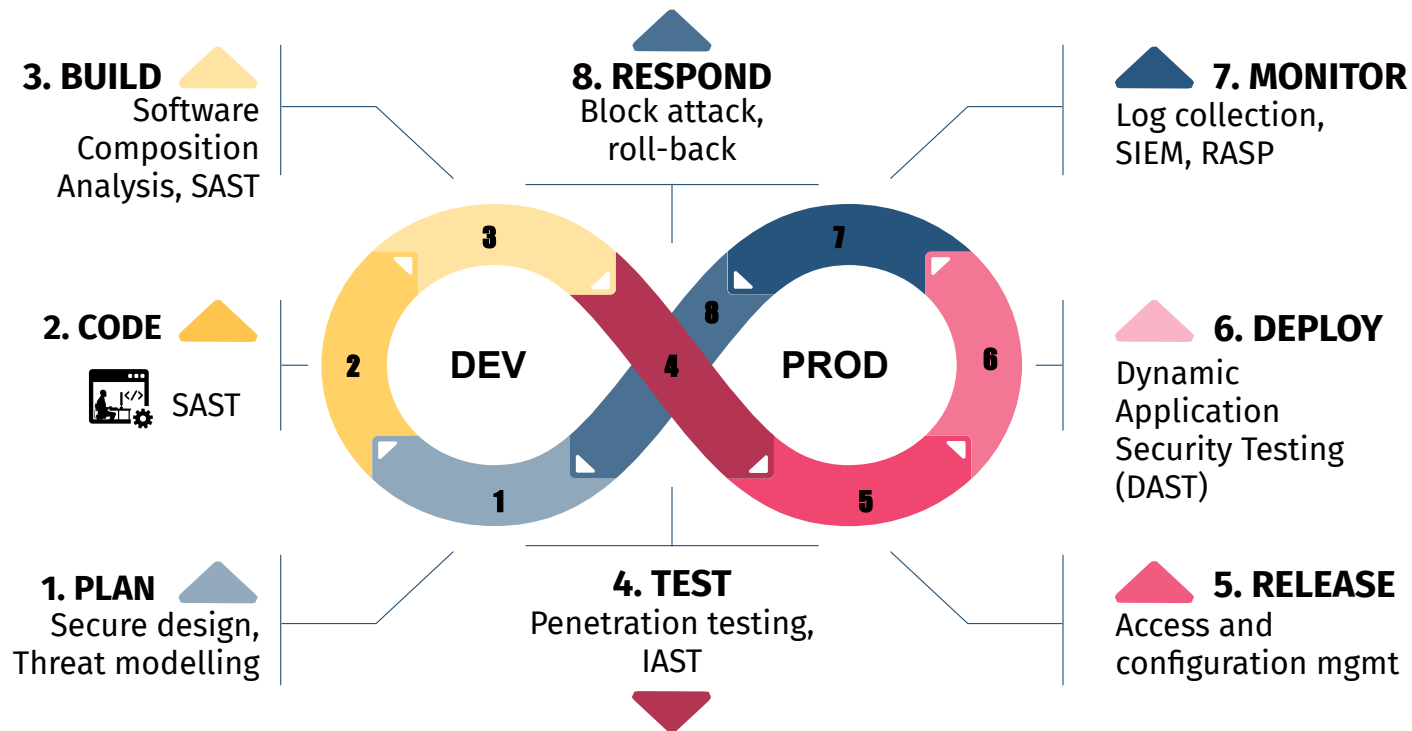 3. BUILD
Software
Composition
Analysis, SAST
8. RESPOND
Block attack,
roll-back
7. MONITOR
Log collection,
SIEM, RASP
2. CODE
</>
SAST
3
7
8
2
DEV
4
PROD
6
1
5
6. DEPLOY
Dynamic
Application
Security Testing
(DAST)
1. PLAN
Secure design,
Threat modelling
4. TEST
Penetration testing,
IAST
5. RELEASE
Access and
configuration mgmt